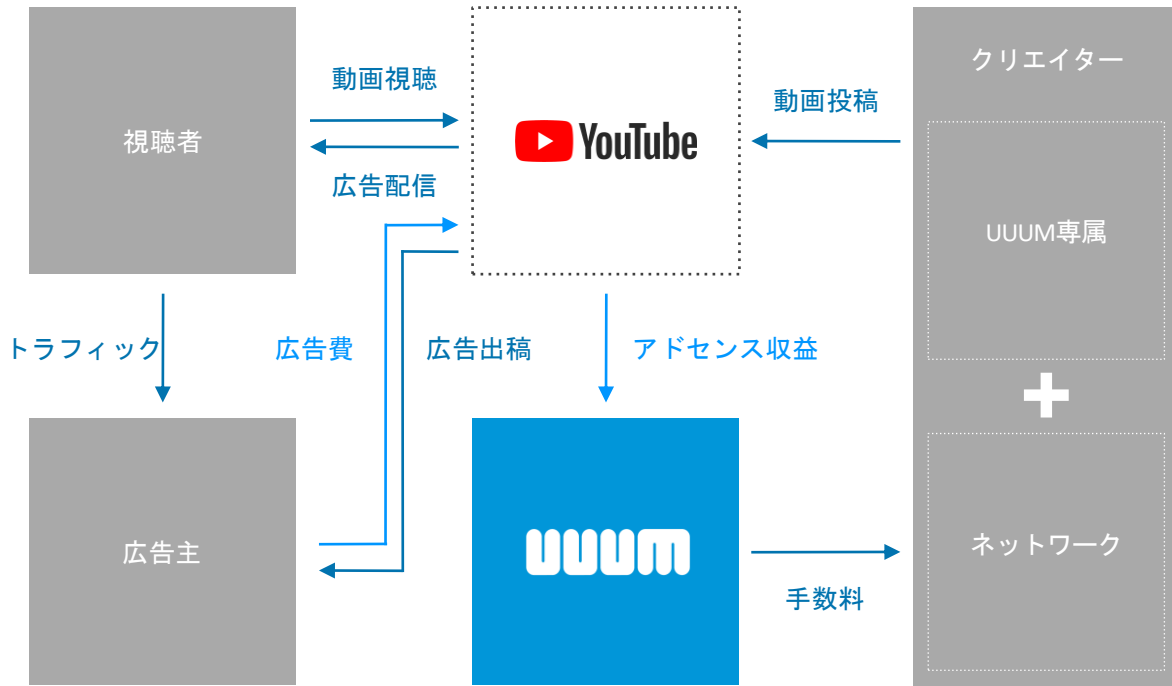 動画視聴
視聴者
広告配信
YouTube
動画投稿
クリエイター
UUUM専属
トラフィック
広告費
広告出稿
アドセンス収益
広告主
UUUM
手数料
ネットワーク